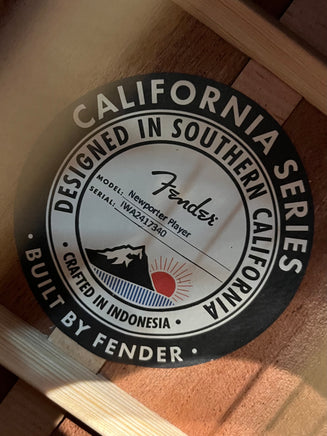 CALIFORNIA SERIES
DESIGNED IN SOUTHERN CALIFORNIA
Fender
MODEL: Newporter Player
SERIAL: IWA2417340
• CRAFTED IN INDONESIA •
• BUILT BY FENDER •